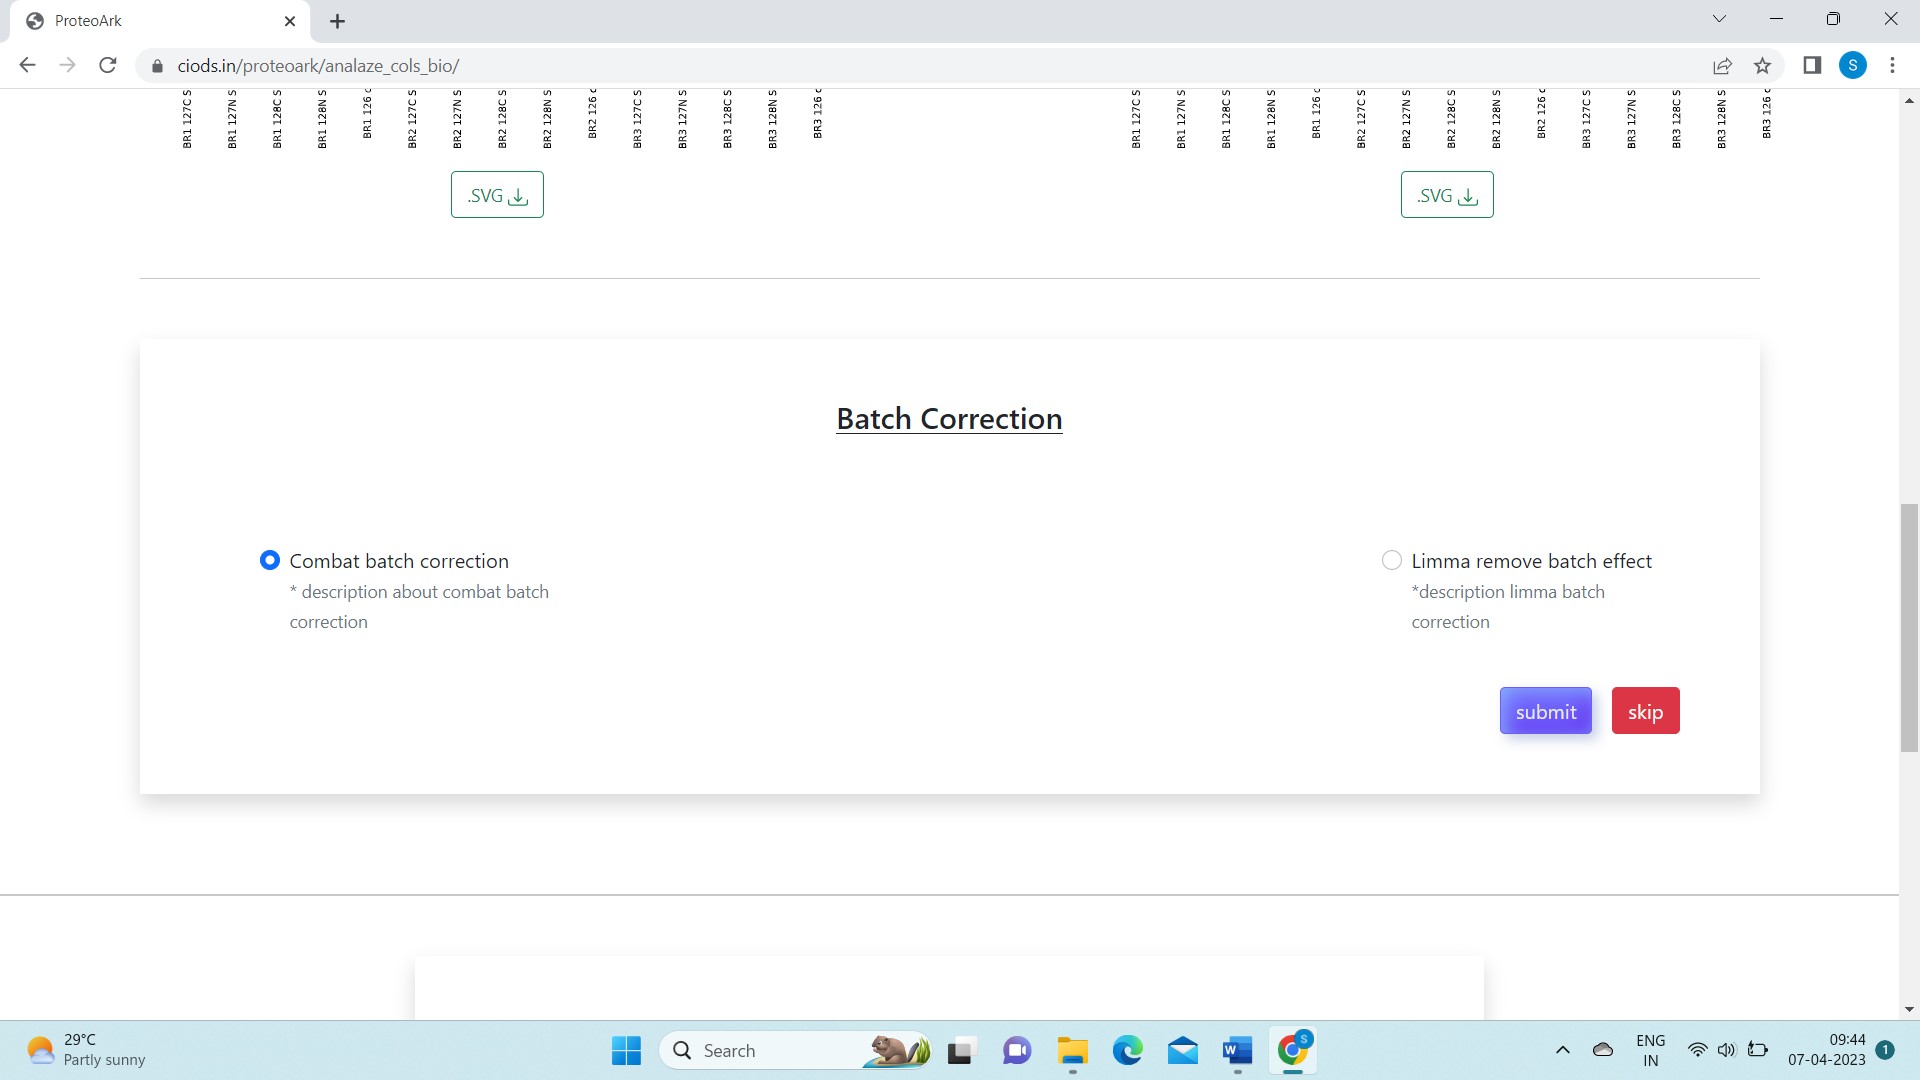 ProteoArk
ciods.in/proteoark/analaze_cols_bio/
S
BR1 127C S
BR1 127N S
BR1 128C S
BR1 128N S
BR1 126 c
BR2 127C S
BR2 127N S
BR2 128C S
BR2 128N S
BR2 126 c
BR3 127C S
BR3 127N S
BR3 128C S
BR3 128N S
BR3 126 c
BR1 127C S
BR1 127N S
BR1 128C S
BR1 128N S
BR1 126 c
BR2 127C S
BR2 127N S
BR2 128C S
BR2 128N S
BR2 126 c
BR3 127C S
BR3 127N S
BR3 128C S
BR3 128N S
BR3 126 c
.SVG
.SVG
Batch Correction
Combat batch correction
* description about combat batch
correction
Limma remove batch effect
*description limma batch
correction
submit
skip
29°C
Partly sunny
Search
W
S
ENG
IN
09:44
07-04-2023
1